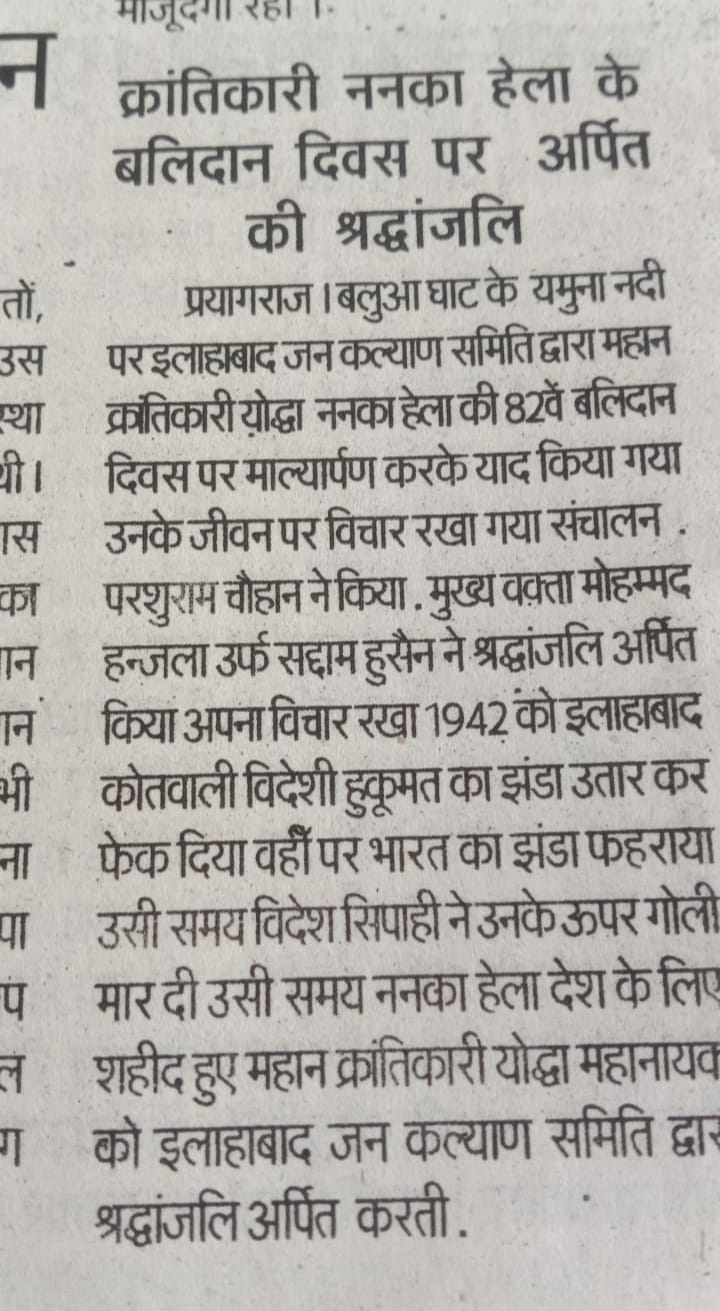 न
क्रांतिकारी ननका हेला के
बलिदान दिवस पर अर्पित
की श्रद्धांजलि
तों,
उस
स्था
थी।
ास
का
ान
ान
भी
ना
पा
प
ल
ग
प्रयागराज। बलुआ घाट के यमुना नदी
पर इलाहाबाद जन कल्याण समिति द्वारा महान
क्रांतिकारी योद्धा ननका हेला की 82वें बलिदान
दिवस पर माल्यार्पण करके याद किया गया
उनके जीवन पर विचार रखा गया संचालन .
परशुराम चौहान ने किया . मुख्य वक्ता मोहम्मद
हन्जला उर्फ सद्दाम हुसैन ने श्रद्धांजलि अर्पित
किया अपना विचार रखा 1942 को इलाहाबाद
कोतवाली विदेशी हुकूमत का झंडा उतार कर
फेक दिया वहीँ पर भारत का झंडा फहराया
उसी समय विदेश सिपाही ने उनके ऊपर गोली
मार दी उसी समय ननका हेला देश के लिए
शहीद हुए महान क्रांतिकारी योद्धा महानायक
को इलाहाबाद जन कल्याण समिति द्वार
श्रद्धांजलि अर्पित करती .